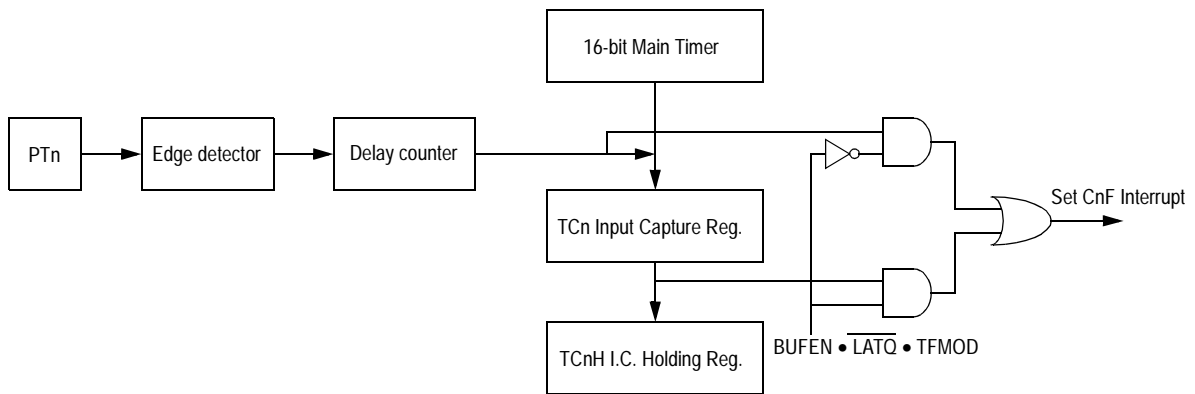 16-bit Main Timer
PTn
Edge detector
Delay counter
TCn Input Capture Reg.
Set CnF Interrupt
TCnH I.C. Holding Reg.
BUFEN • L̅A̅T̅Q̅ • TFMOD